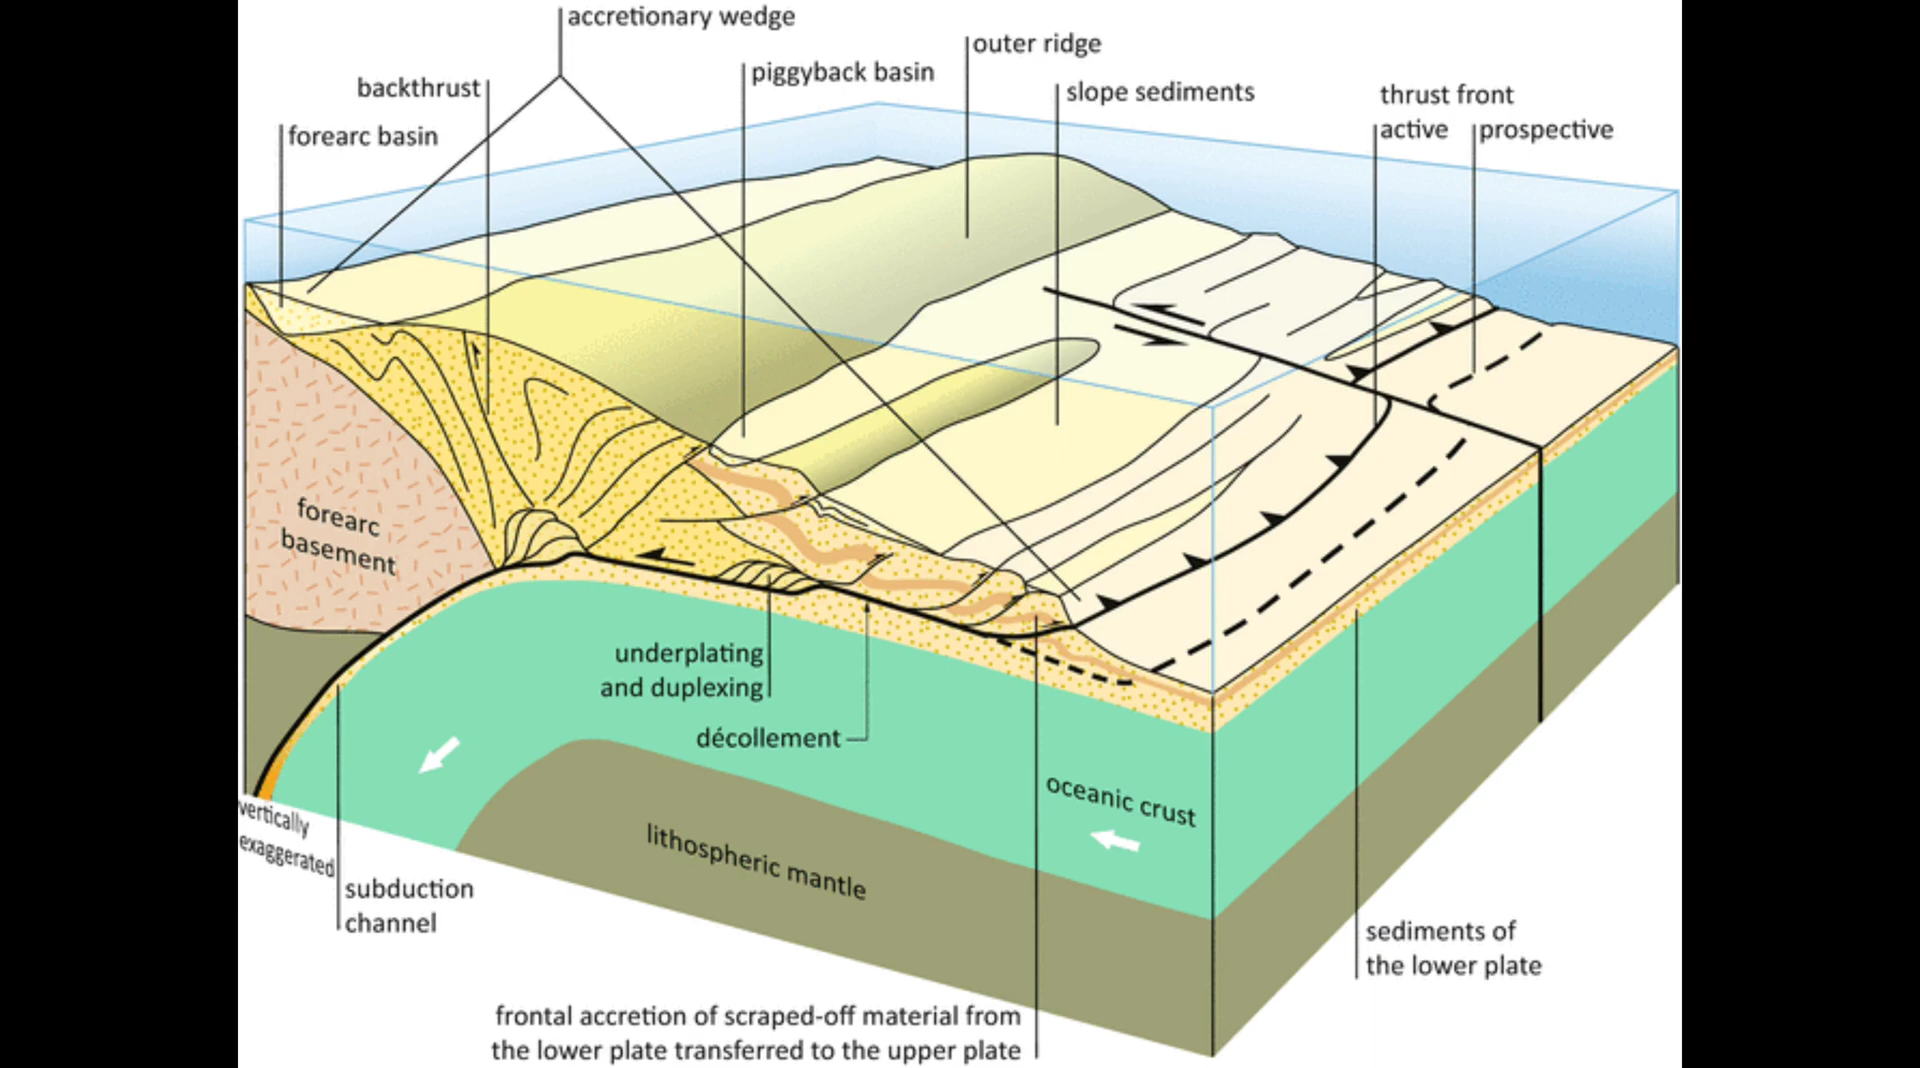 accretionary wedge
outer ridge
piggyback basin
backthrust
slope sediments
thrust front
active
prospective
forearc basin
forearc
basement
underplating
and duplexing
décollement
oceanic crust
vertically
exaggerated
lithospheric mantle
subduction
channel
sediments of
the lower plate
frontal accretion of scraped-off material from
the lower plate transferred to the upper plate